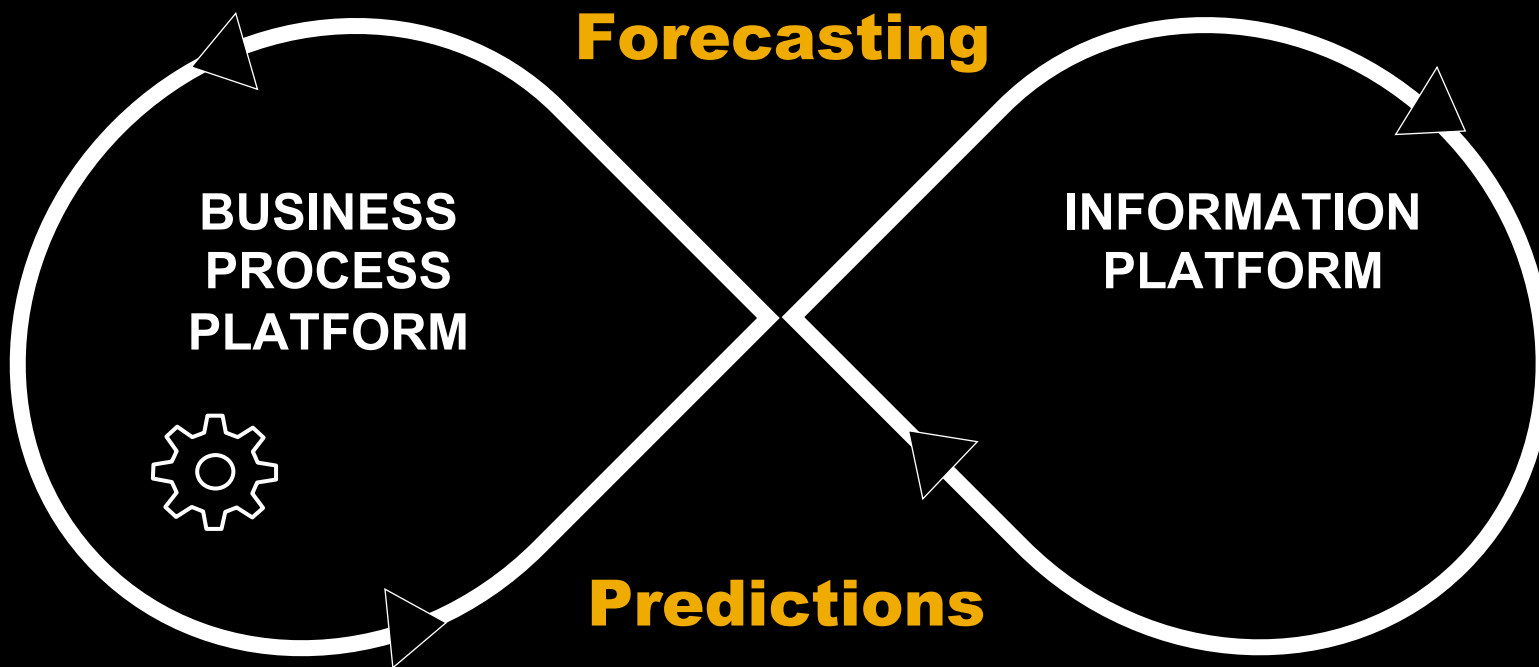 Forecasting
BUSINESS
PROCESS
PLATFORM
INFORMATION
PLATFORM
Predictions